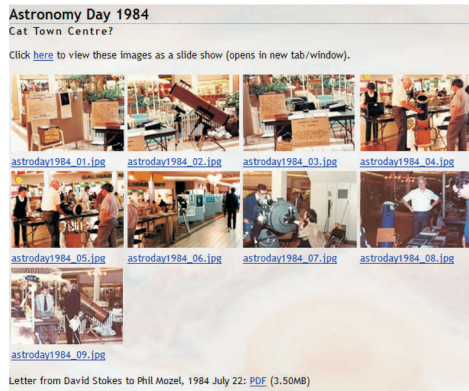 Astronomy Day 1984
Cat Town Centre?
Click here to view these images as a slide show (opens in new tab/window).
astroday1984_01.jpg astroday1984_02.jpg astroday1984_03.jpg astroday1984_04.jpg
astroday1984_05.jpg astroday1984_06.jpg astroday1984_07.jpg astroday1984_08.jpg
astroday1984_09.jpg
Letter from David Stokes to Phil Mozel, 1984 July 22: PDF (3.50MB)